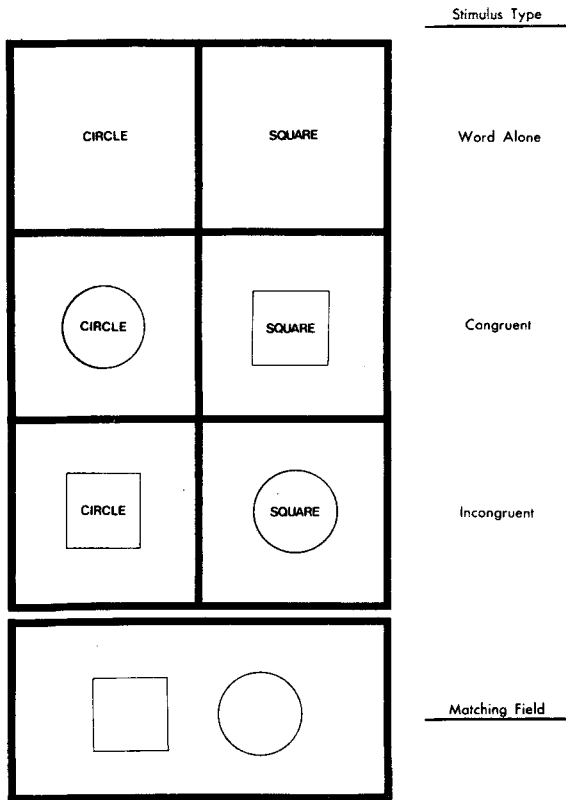 Stimulus Type
CIRCLE SQUARE Word Alone
CIRCLE SQUARE Congruent
CIRCLE SQUARE Incongruent
Matching Field